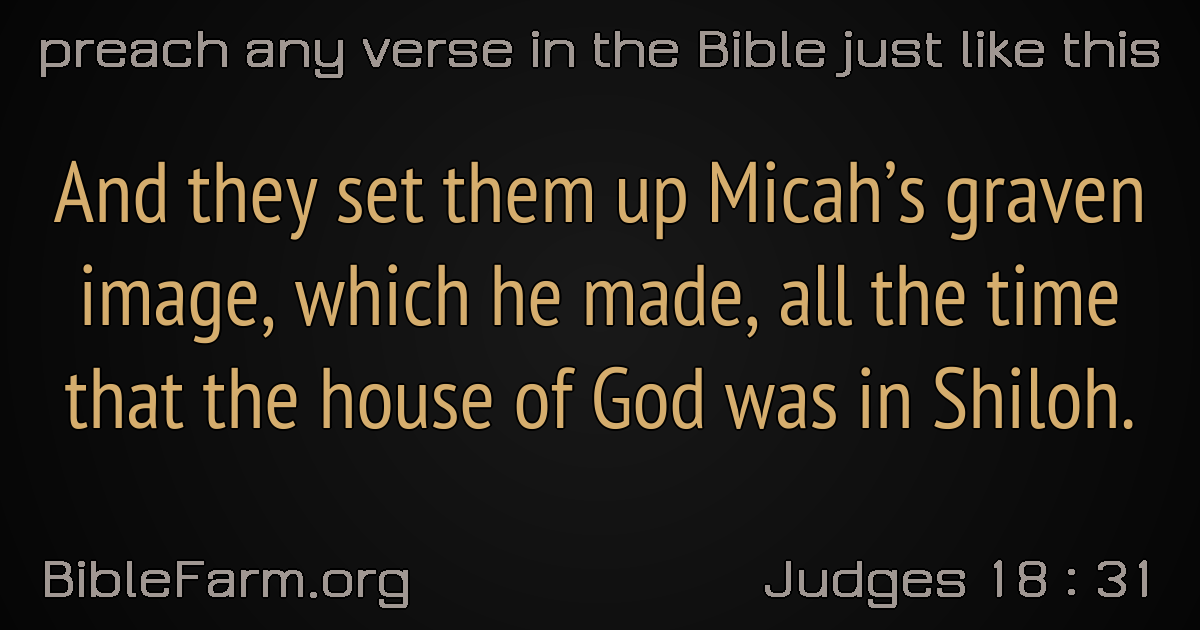 preach any verse in the Bible just like this
And they set them up Micah’s graven
image, which he made, all the time
that the house of God was in Shiloh.
BibleFarm.org
Judges 18 : 31